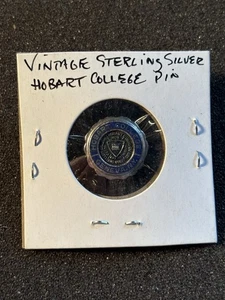 VINTAGE STERLING SILVER
HOBART COLLEGE PIN